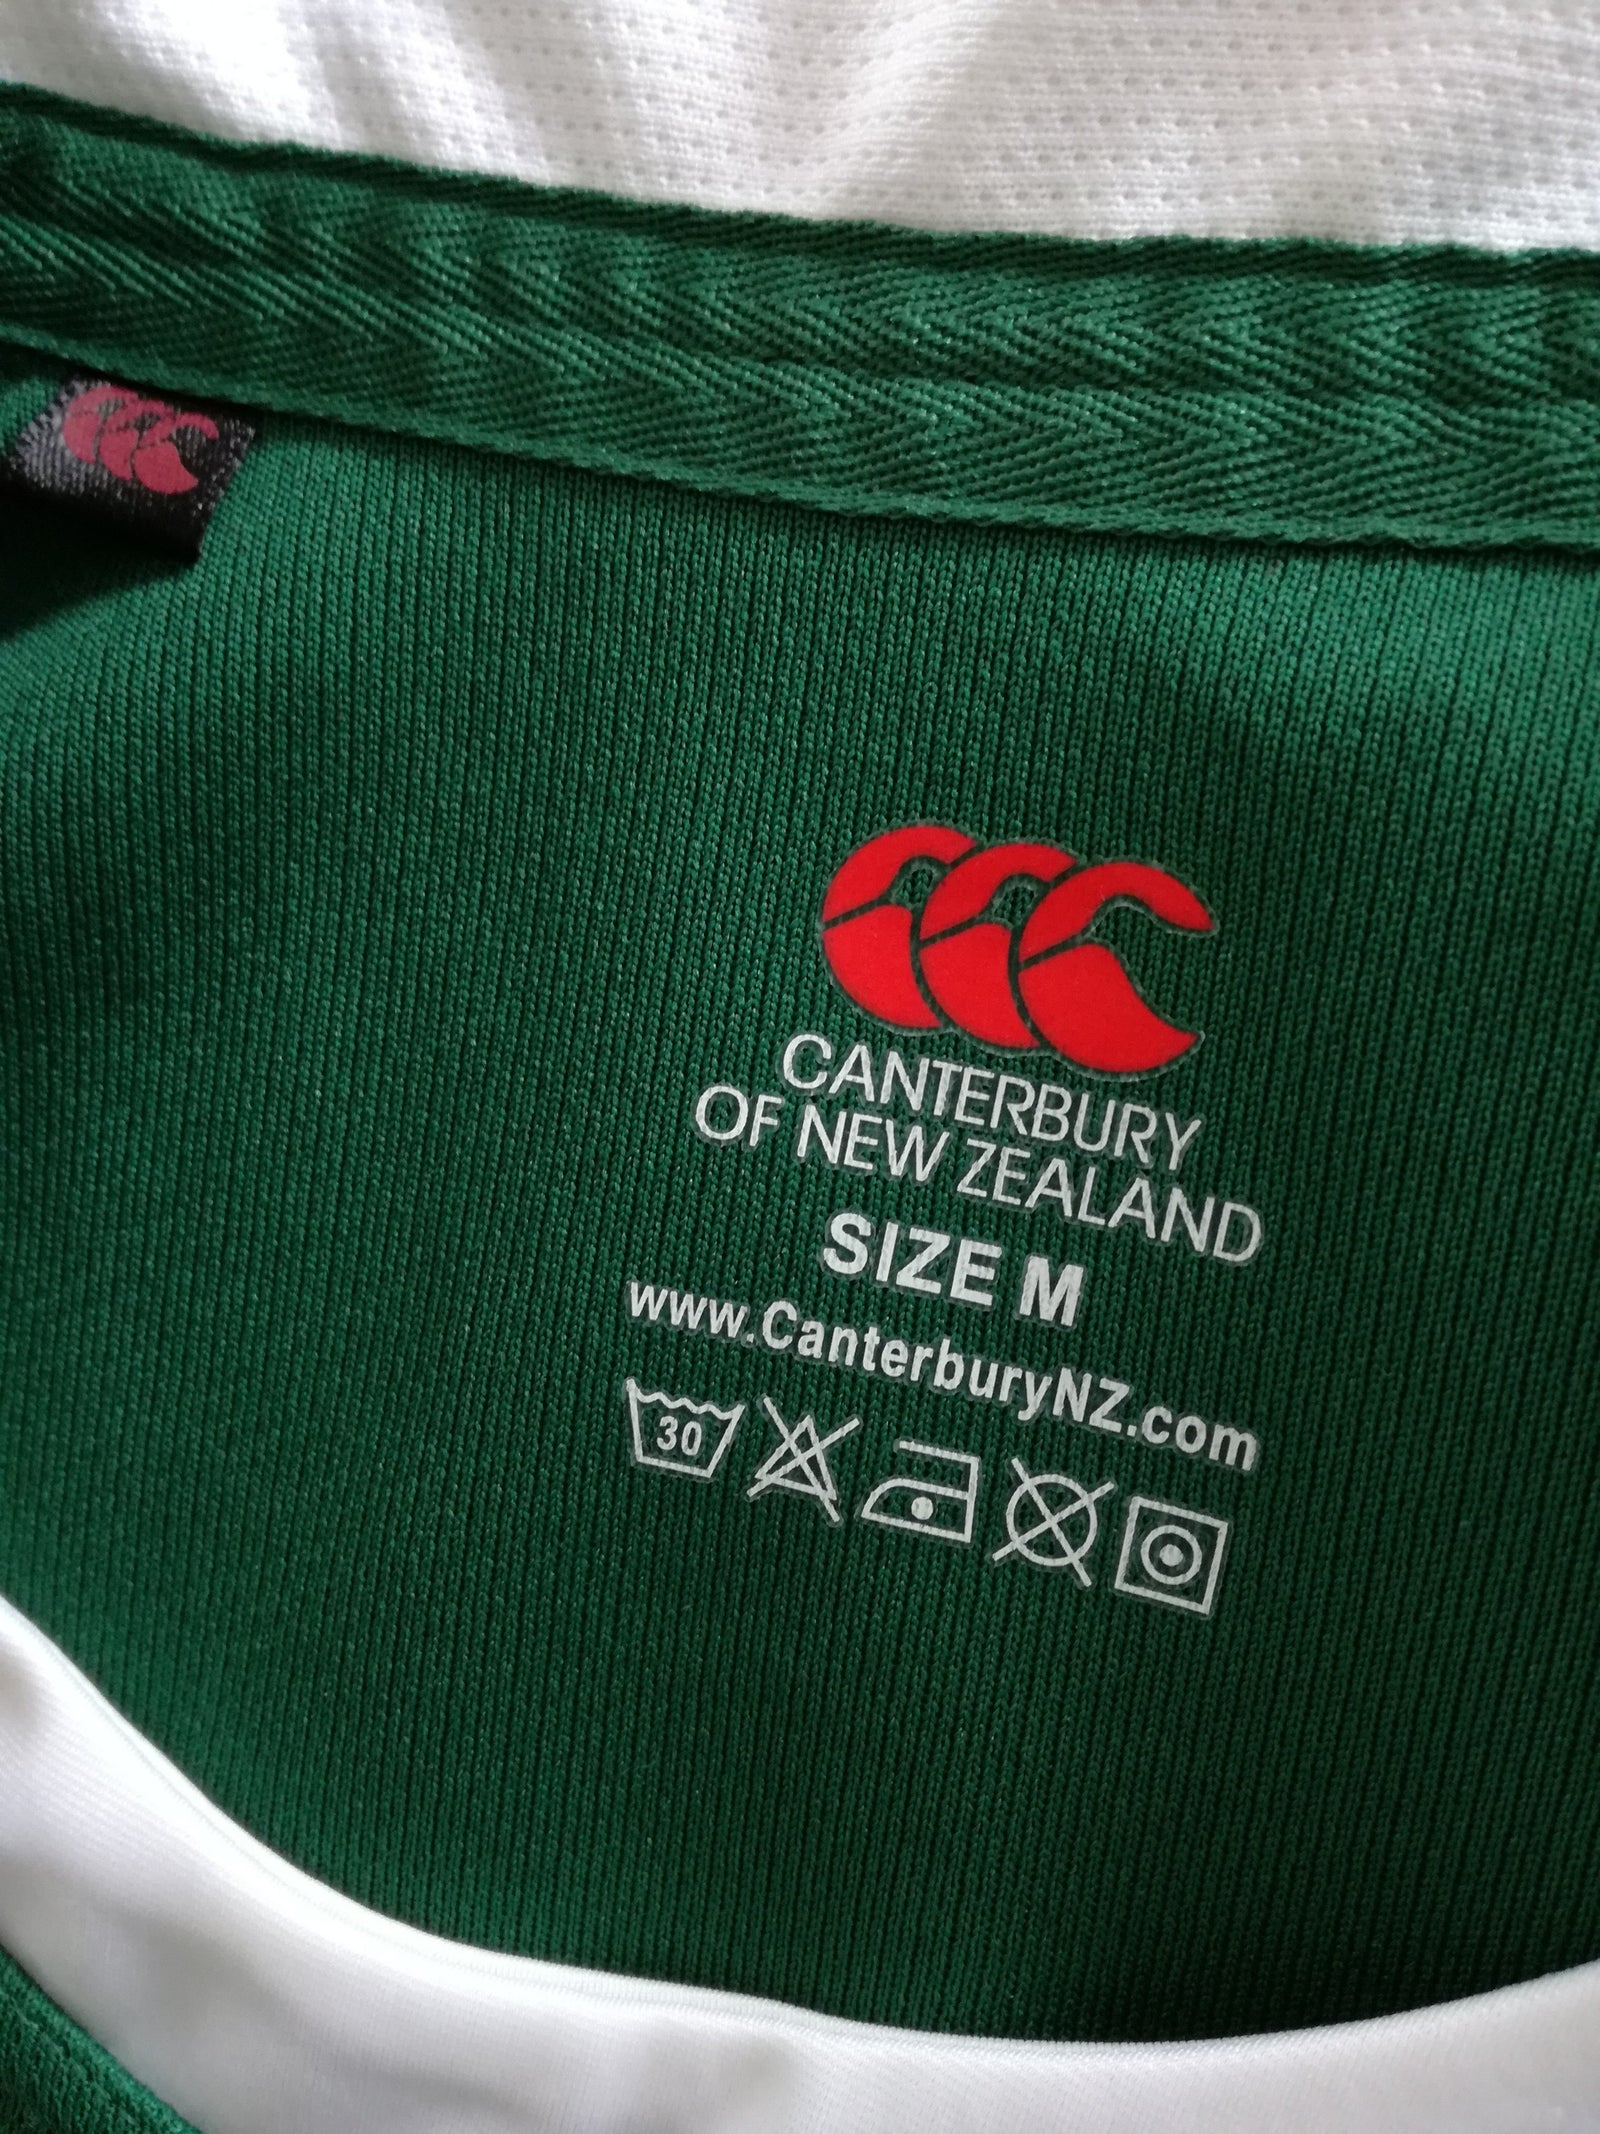 CANTERBURY
OF NEW ZEALAND
SIZE M
www.CanterburyNZ.com
30